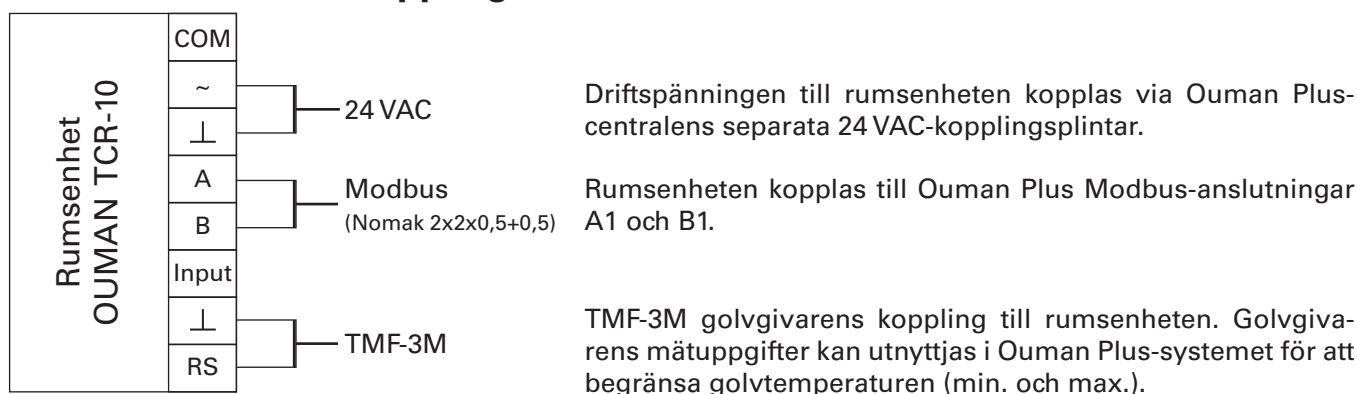 Rumsenhet
OUMAN TCR-10
COM
~
⊥
A
B
Input
⊥
RS
24 VAC
Modbus
(Nomak 2x2x0,5+0,5)
TMF-3M
Driftspänningen till rumsenheten kopplas via Ouman Plus-
centralens separata 24 VAC-kopplingsplintar.
Rumsenheten kopplas till Ouman Plus Modbus-anslutningar
A1 och B1.
TMF-3M golvgivarens koppling till rumsenheten. Golvgiva-
rens mätuppgifter kan utnyttjas i Ouman Plus-systemet för att
begränsa golvtemperaturen (min. och max.).